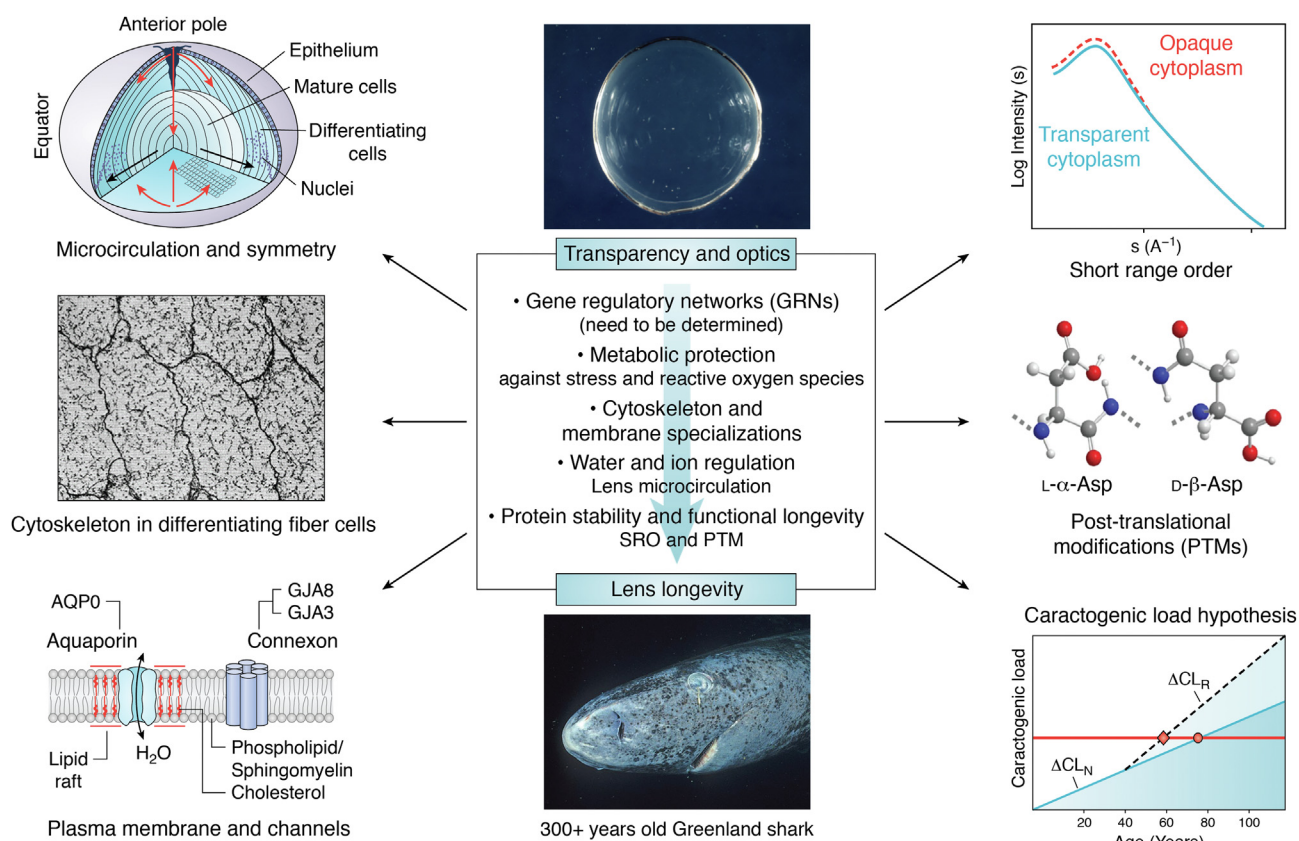 Anterior pole
Equator
Epithelium
Mature cells
Differentiating
cells
Nuclei
Microcirculation and symmetry
Cytoskeleton in differentiating fiber cells
AQP0
Aquaporin
GJA8
GJA3
Connexon
Lipid
raft
H₂O
Phospholipid/
Sphingomyelin
Cholesterol
Plasma membrane and channels
Transparency and optics
• Gene regulatory networks (GRNs)
(need to be determined)
• Metabolic protection
against stress and reactive oxygen species
• Cytoskeleton and
membrane specializations
• Water and ion regulation
Lens microcirculation
• Protein stability and functional longevity
SRO and PTM
Lens longevity
300+ years old Greenland shark
Log Intensity (s)
Opaque
cytoplasm
Transparent
cytoplasm
s (A⁻¹)
Short range order
L-α-Asp
D-β-Asp
Post-translational
modifications (PTMs)
Caractogenic load hypothesis
Caractogenic load
ΔCL_R
ΔCL_N
20 40 60 80 100
Age (Years)